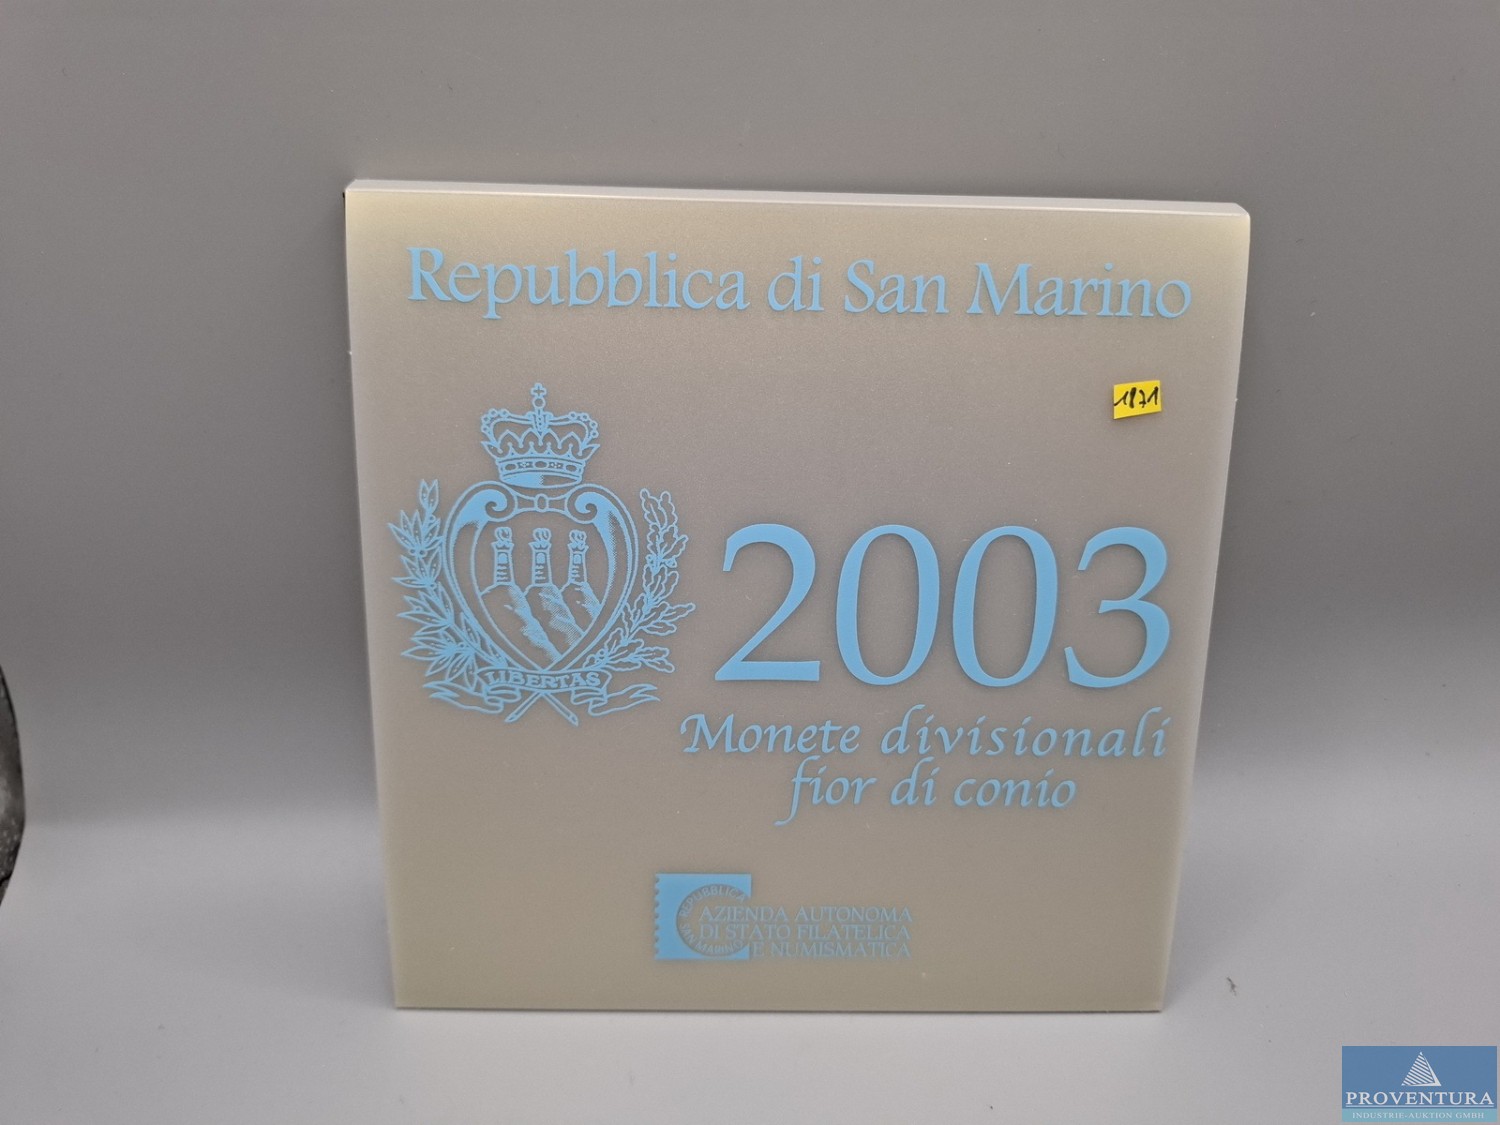 Repubblica di San Marino
1871
LIBERTAS
2003
Monete divisionali
fior di conio
REPUBBLICA
SAN MARINO
AZIENDA AUTONOMA
DI STATO FILATELICA
E NUMISMATICA
PROVENTURA
INDUSTRIE-AUKTION GMBH